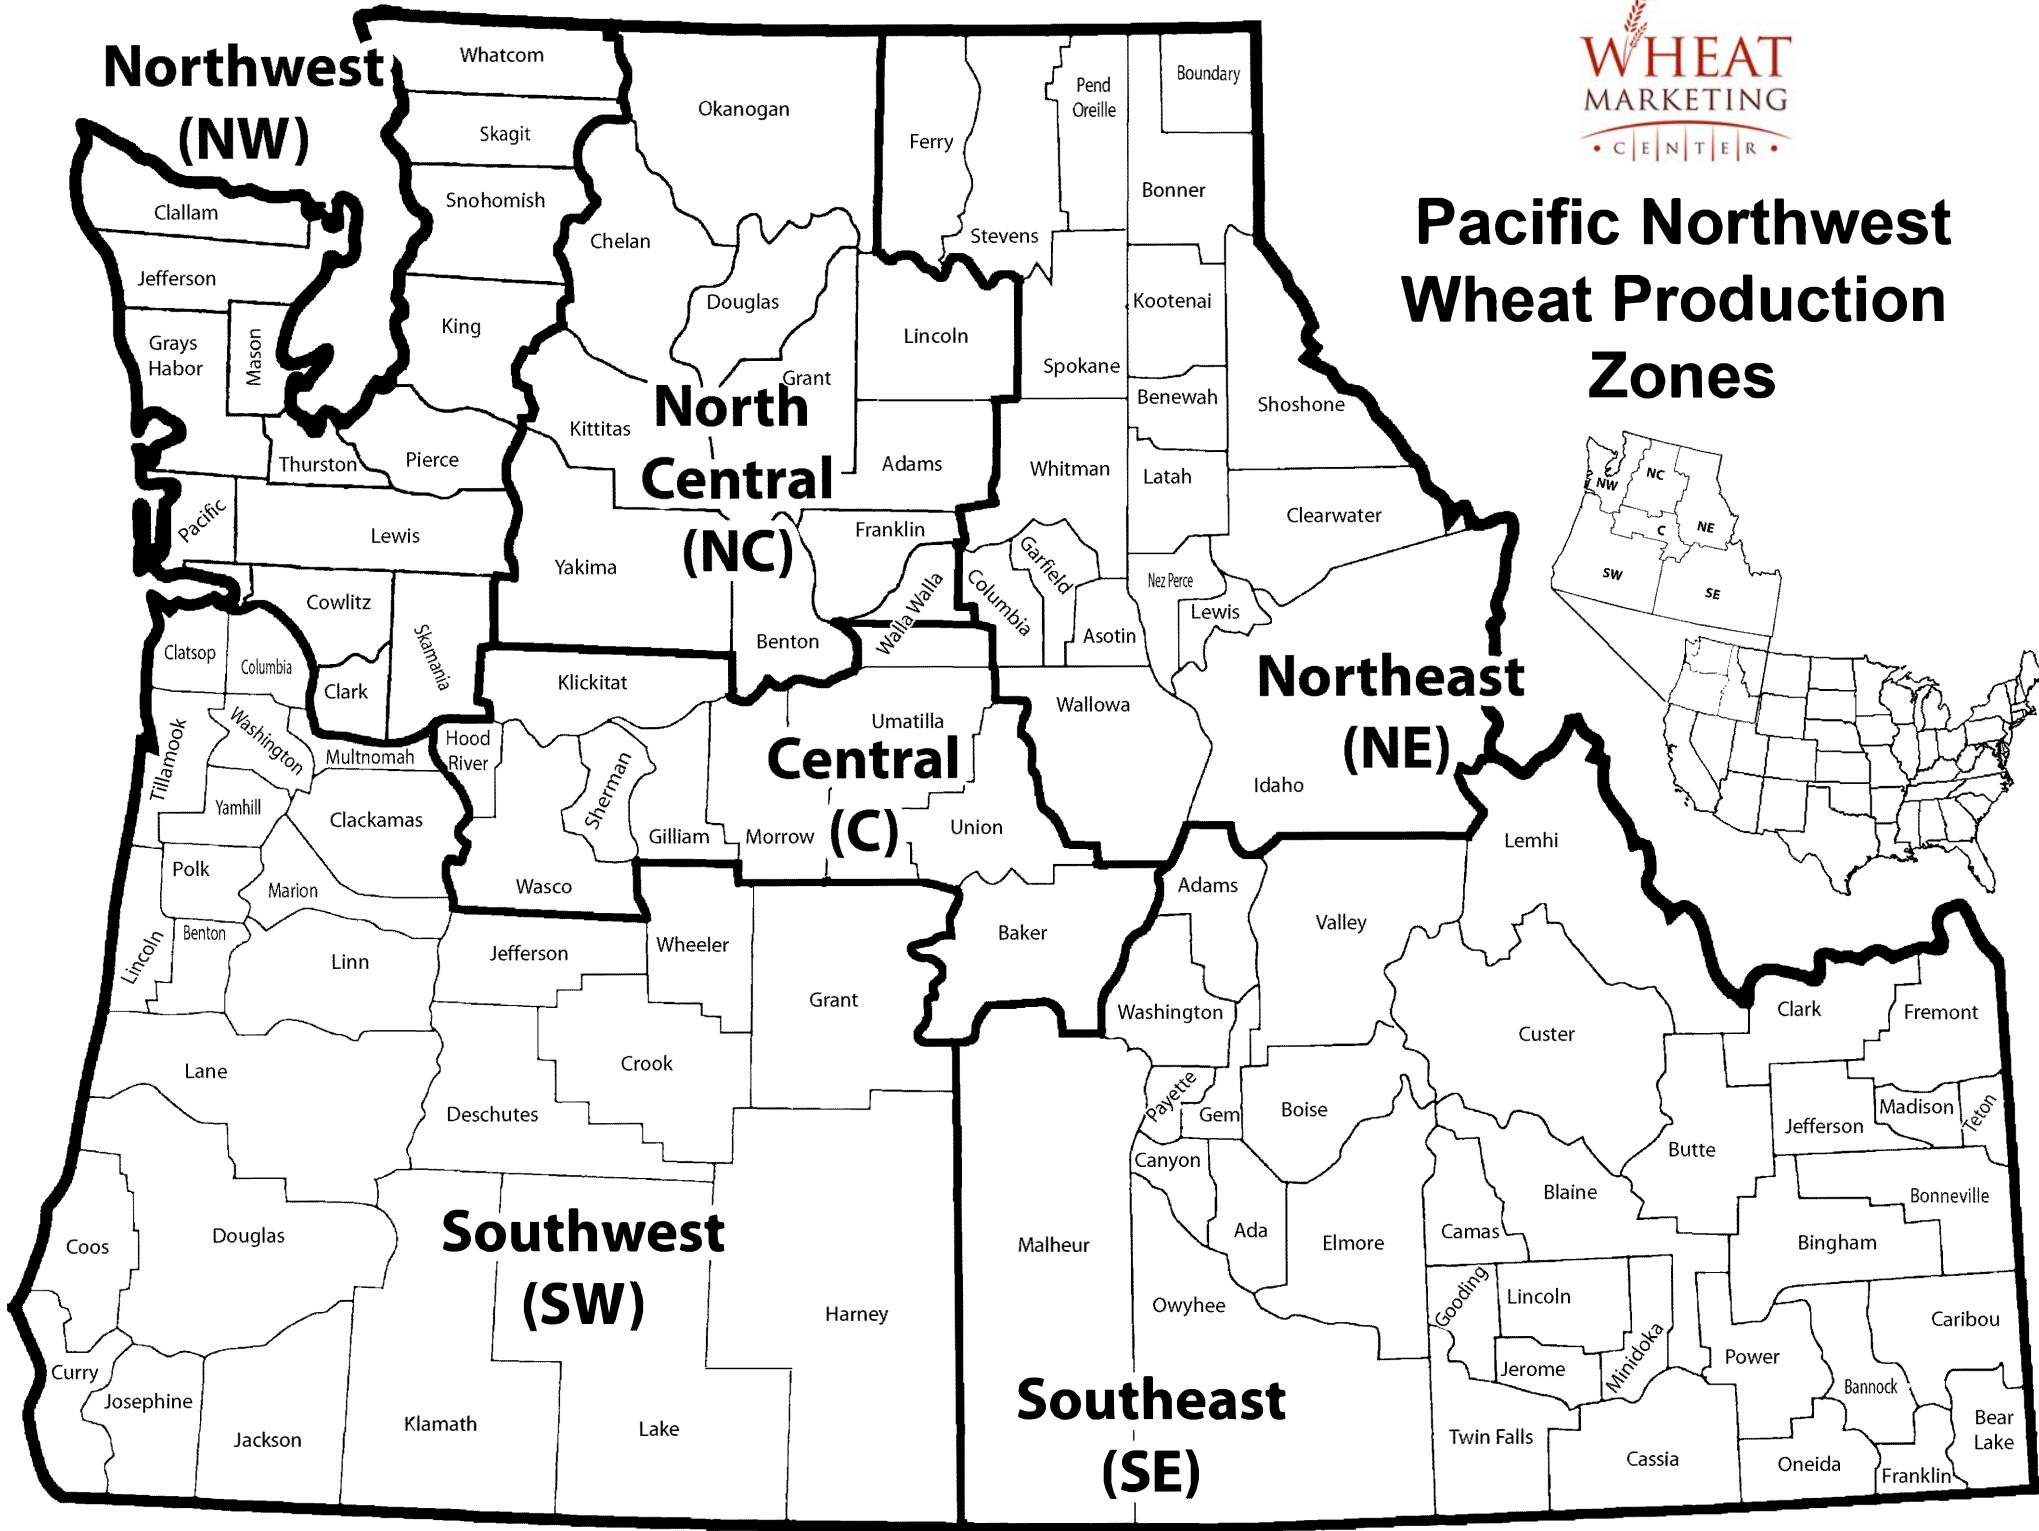 WHEAT
MARKETING
• C|E|N|T|E|R •
Pacific Northwest
Wheat Production
Zones
Northwest
(NW)
Whatcom
Skagit
Snohomish
King
Clallam
Jefferson
Grays
Habor
Mason
Thurston
Pierce
Pacific
Lewis
Cowlitz
Skamania
Clark
Okanogan
Chelan
Douglas
Grant
Kittitas
Lincoln
Adams
North
Central
(NC)
Yakima
Franklin
Benton
Walla Walla
Ferry
Stevens
Pend
Oreille
Boundary
Bonner
Kootenai
Spokane
Benewah
Shoshone
Whitman
Latah
Clearwater
Garfield
Columbia
Asotin
Nez Perce
Lewis
Wallowa
Northeast
(NE)
Idaho
Baker
Klickitat
Hood
River
Sherman
Wasco
Gilliam
Morrow
Umatilla
Central
(C)
Union
Clatsop
Columbia
Tillamook
Washington
Multnomah
Yamhill
Clackamas
Polk
Marion
Lincoln
Benton
Linn
Jefferson
Wheeler
Grant
Crook
Lane
Deschutes
Coos
Douglas
Southwest
(SW)
Harney
Curry
Josephine
Jackson
Klamath
Lake
Malheur
Southeast
(SE)
Adams
Valley
Lemhi
Washington
Payette
Gem
Boise
Custer
Clark
Fremont
Canyon
Ada
Elmore
Owyhee
Camas
Blaine
Butte
Jefferson
Madison
Teton
Bonneville
Bingham
Gooding
Lincoln
Jerome
Minidoka
Power
Bannock
Caribou
Twin Falls
Cassia
Oneida
Franklin
Bear
Lake
NC
NW
NE
C
SW
SE